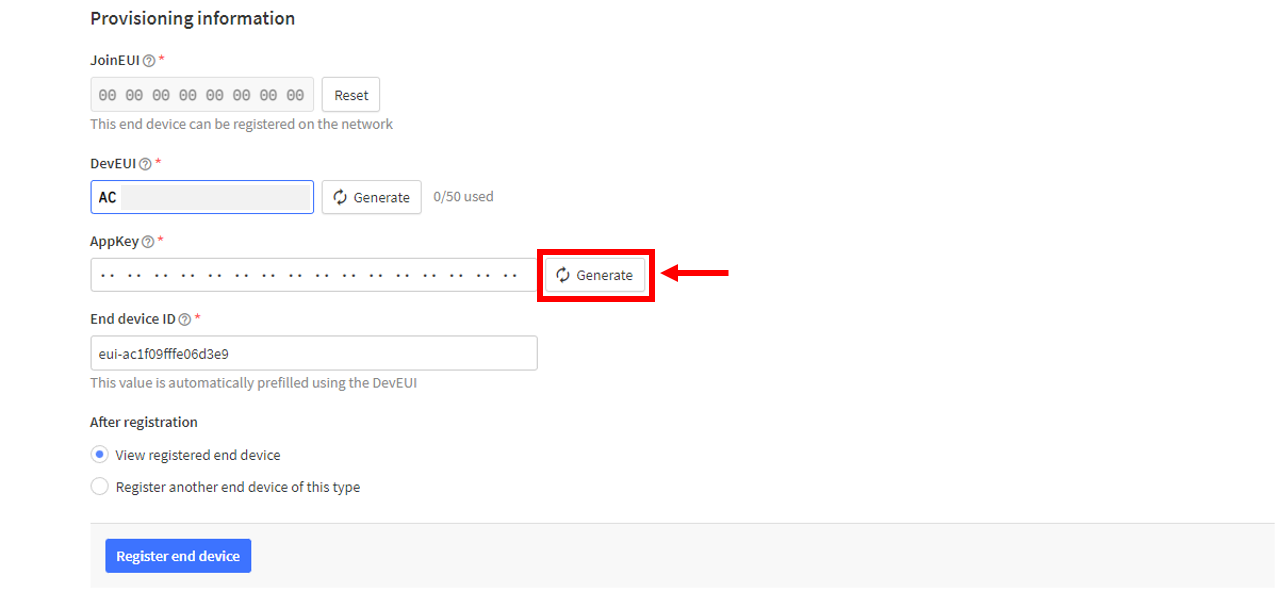 Provisioning information
JoinEUI *
00 00 00 00 00 00 00 00 Reset
This end device can be registered on the network
DevEUI *
AC Generate 0/50 used
AppKey *
·· ·· ·· ·· ·· ·· ·· ·· ·· ·· ·· ·· ·· ·· ·· ·· Generate
End device ID *
eui-ac1f09fffe06d3e9
This value is automatically prefilled using the DevEUI
After registration
View registered end device
Register another end device of this type
Register end device